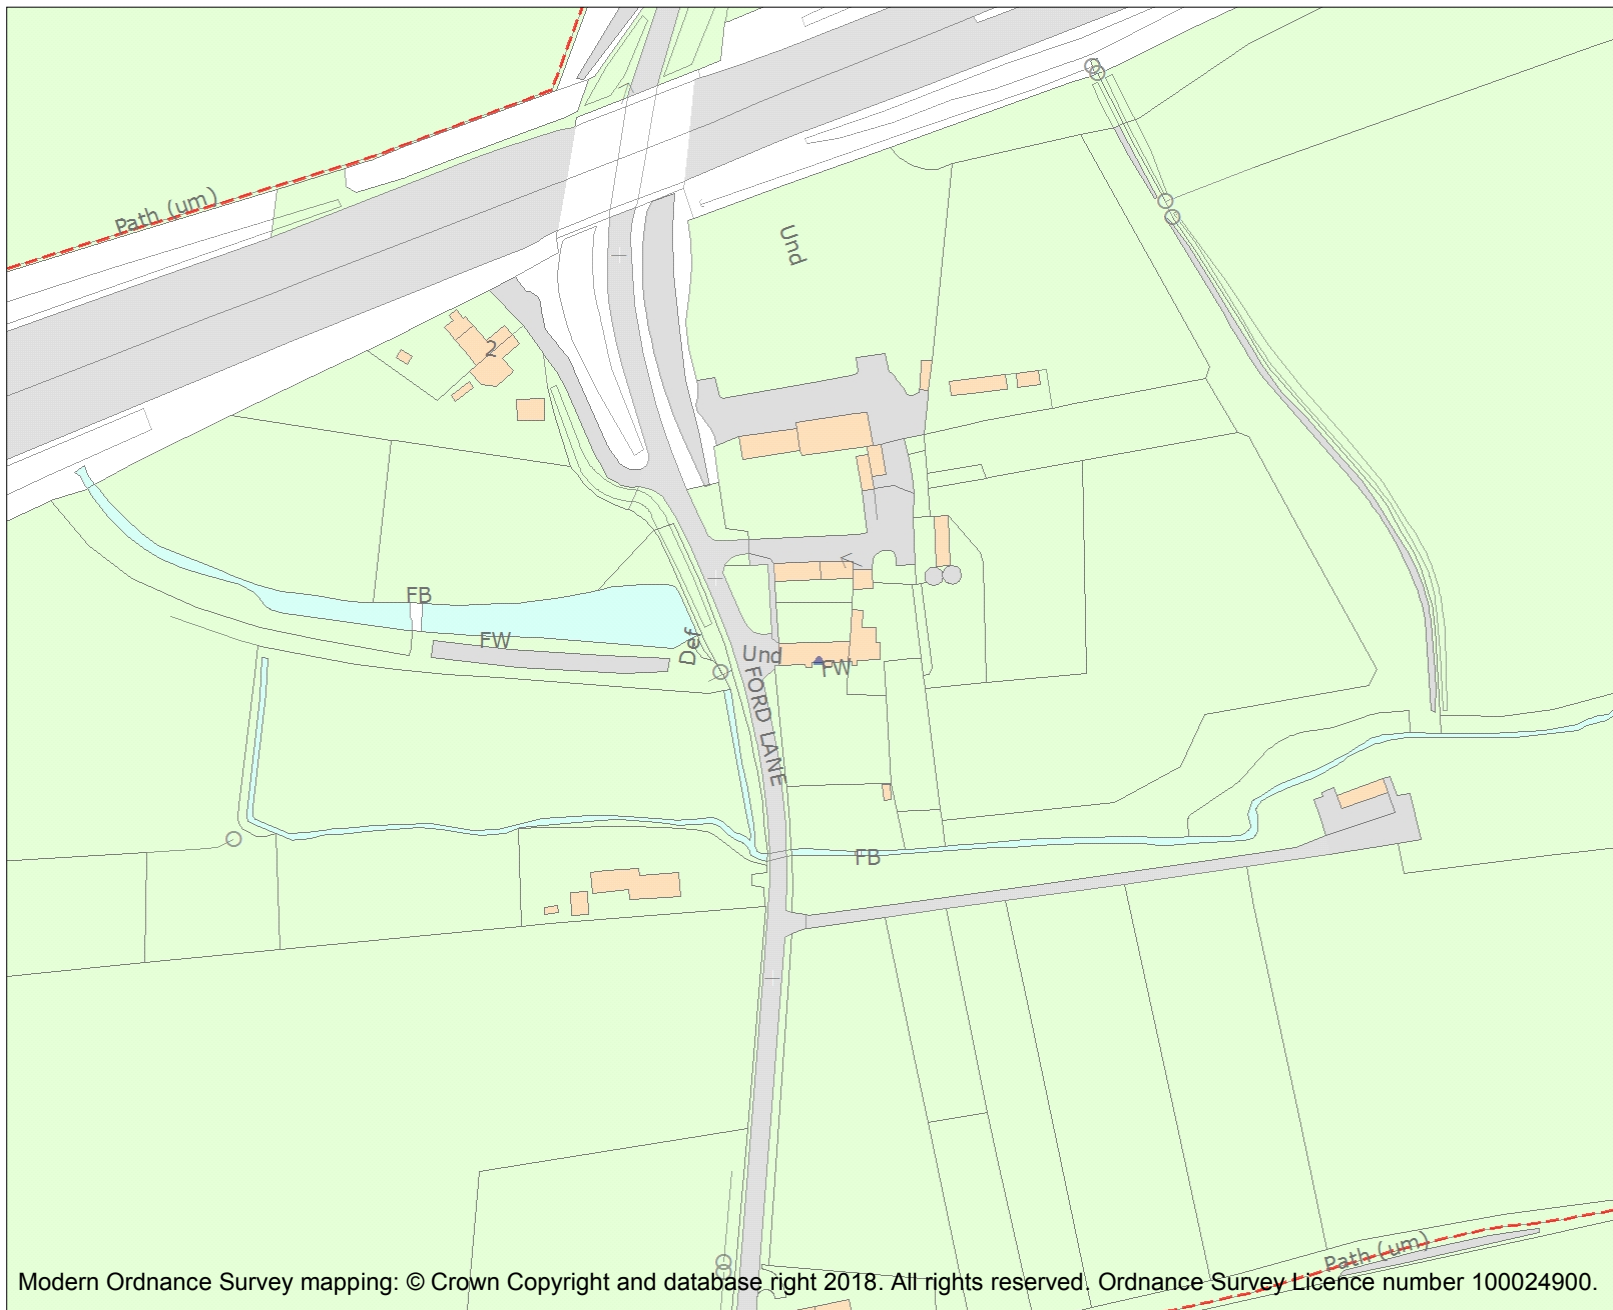 Path (um)
Und
2
FB
FW
Def
Und
FW
FORD LANE
FB
Path (um)
Modern Ordnance Survey mapping: © Crown Copyright and database right 2018. All rights reserved. Ordnance Survey Licence number 100024900.